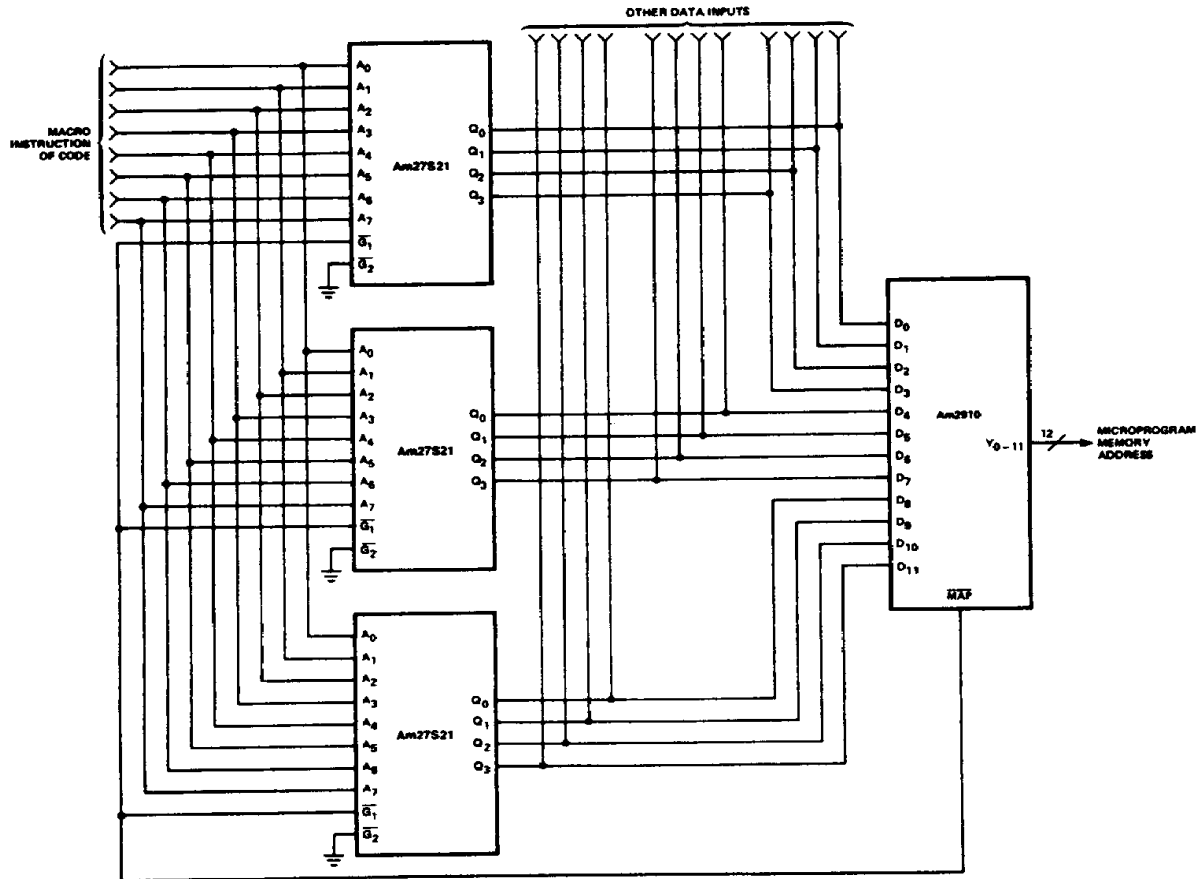 OTHER DATA INPUTS
MACRO
INSTRUCTION
OF CODE
A0
A1
A2
A3
A4
A5
A6
A7
G1
G2
Am27S21
Q0
Q1
Q2
Q3
A0
A1
A2
A3
A4
A5
A6
A7
G1
G2
Am27S21
Q0
Q1
Q2
Q3
A0
A1
A2
A3
A4
A5
A6
A7
G1
G2
Am27S21
Q0
Q1
Q2
Q3
D0
D1
D2
D3
D4
D5
D6
D7
D8
D9
D10
D11
Am2910
Y0-11
MAP
12
MICROPROGRAM
MEMORY
ADDRESS